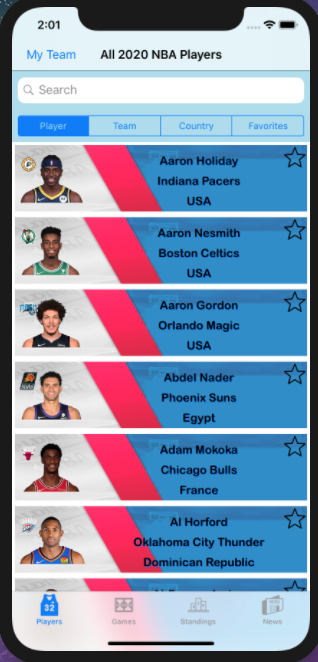 2:01
My Team
All 2020 NBA Players
Search
Player
Team
Country
Favorites
Aaron Holiday
Indiana Pacers
USA
Aaron Nesmith
Boston Celtics
USA
Aaron Gordon
Orlando Magic
USA
Abdel Nader
Phoenix Suns
Egypt
Adam Mokoka
Chicago Bulls
France
Al Horford
Oklahoma City Thunder
Dominican Republic
32
Players
Games
Standings
News